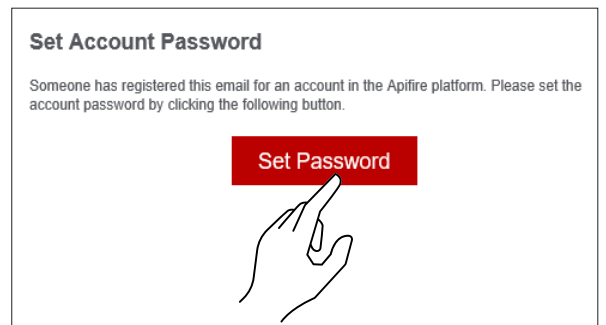 Set Account Password
Someone has registered this email for an account in the Apifire platform. Please set the
account password by clicking the following button.
Set Password